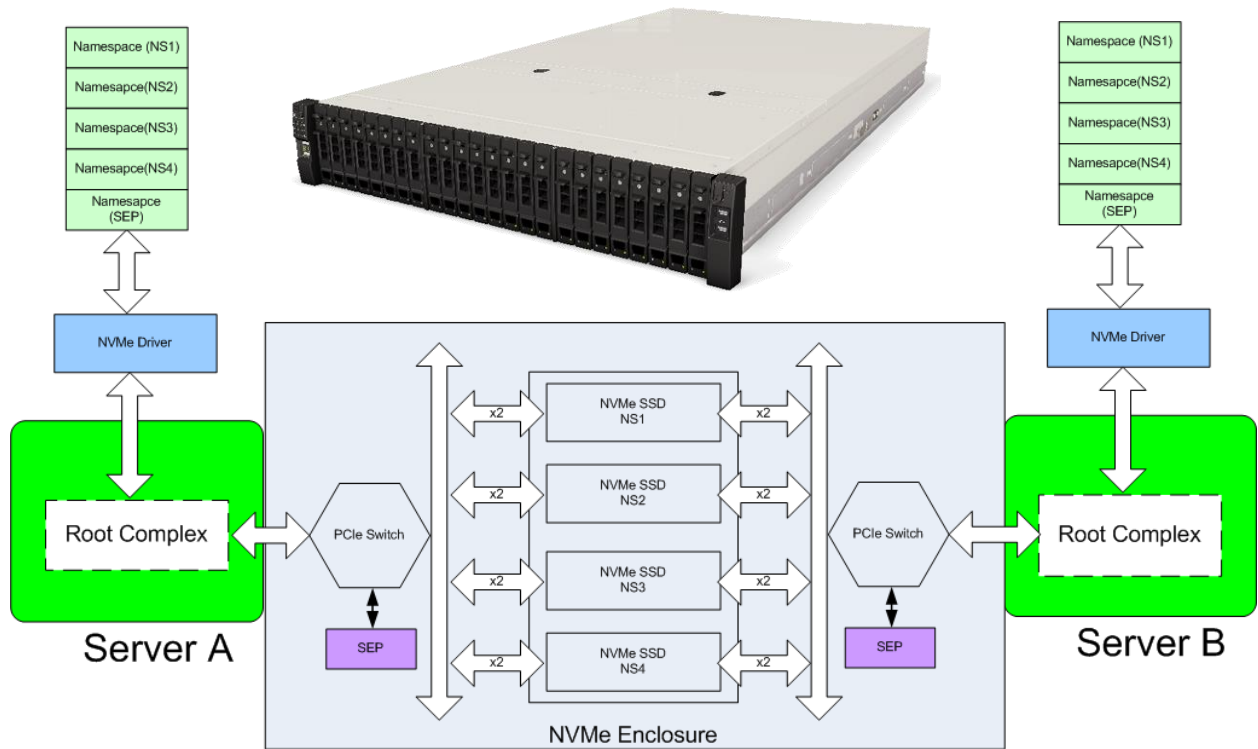 Namespace (NS1)
Namesapce(NS2)
Namesapce(NS3)
Namesapce(NS4)
Namesapce
(SEP)
NVMe Driver
Root Complex
Server A
PCIe Switch
SEP
x2
x2
x2
x2
NVMe SSD
NS1
NVMe SSD
NS2
NVMe SSD
NS3
NVMe SSD
NS4
x2
x2
x2
x2
NVMe Enclosure
PCIe Switch
SEP
Namespace (NS1)
Namesapce(NS2)
Namesapce(NS3)
Namesapce(NS4)
Namesapce
(SEP)
NVMe Driver
Root Complex
Server B